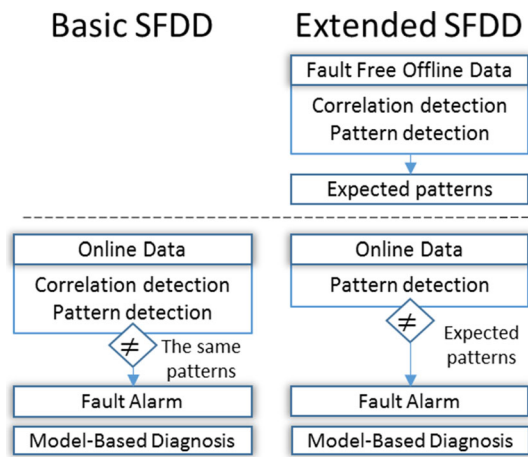 Basic SFDD
Extended SFDD
Fault Free Offline Data
Correlation detection
Pattern detection
Expected patterns
Online Data
Correlation detection
Pattern detection
≠
The same
patterns
Fault Alarm
Model-Based Diagnosis
Online Data
Pattern detection
≠
Expected
patterns
Fault Alarm
Model-Based Diagnosis